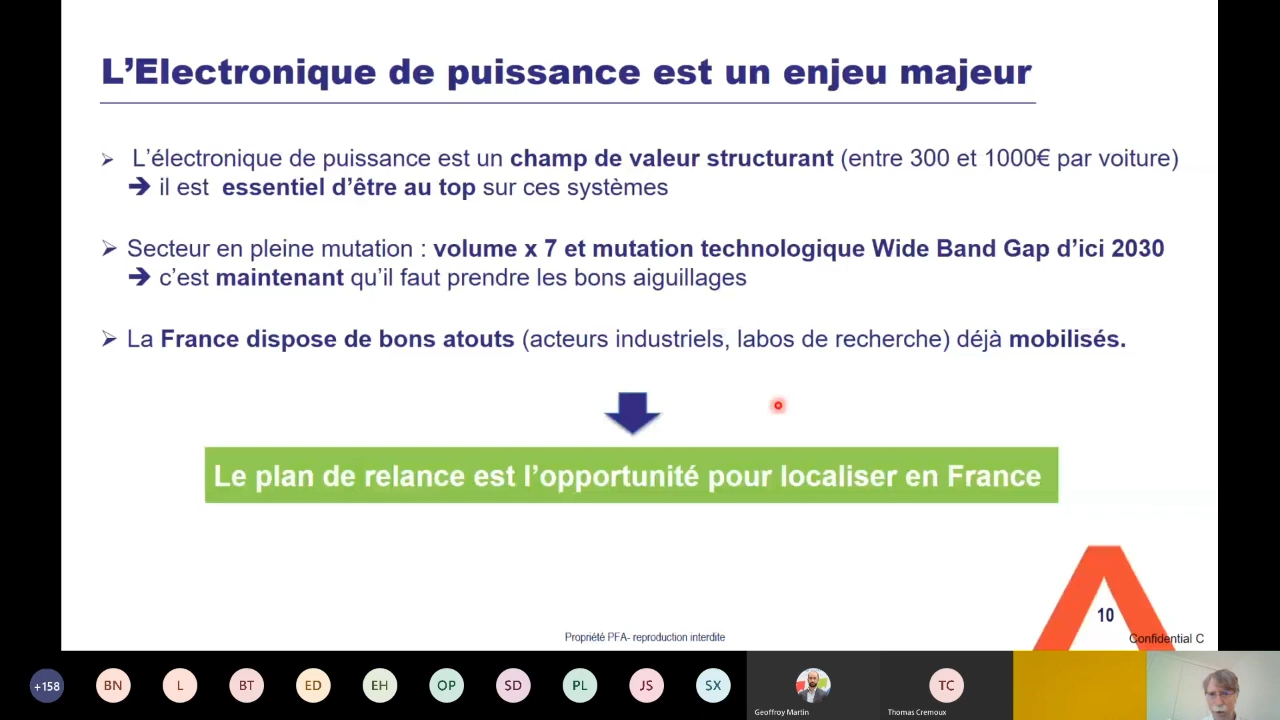 L’Electronique de puissance est un enjeu majeur
➢ L’électronique de puissance est un champ de valeur structurant (entre 300 et 1000€ par voiture)
➔ il est essentiel d’être au top sur ces systèmes
➢ Secteur en pleine mutation : volume x 7 et mutation technologique Wide Band Gap d’ici 2030
➔ c’est maintenant qu’il faut prendre les bons aiguillages
➢ La France dispose de bons atouts (acteurs industriels, labos de recherche) déjà mobilisés.
Le plan de relance est l’opportunité pour localiser en France
10
Propriété PFA- reproduction interdite
Confidential C
+158 BN L BT ED EH OP SD PL JS SX TC
Geoffroy Martin
Thomas Cremoux